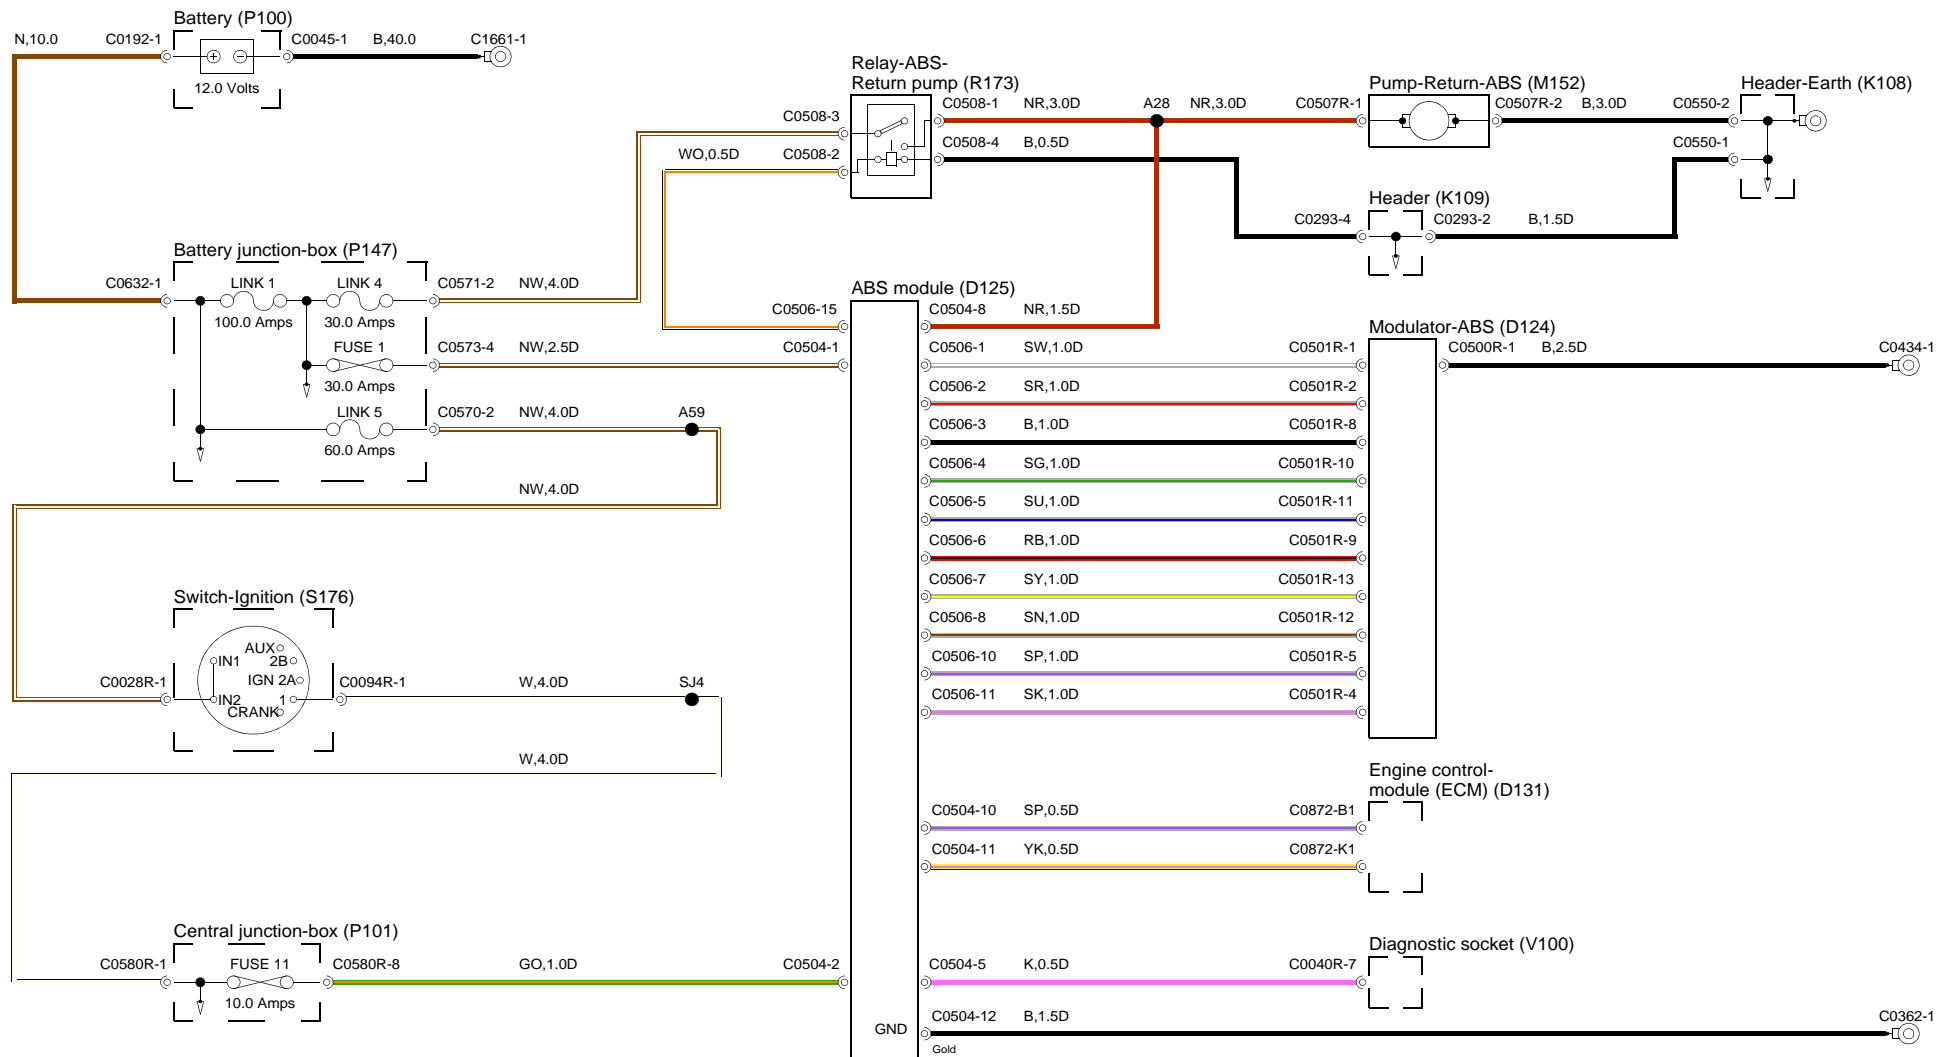 Battery (P100)
N,10.0
C0192-1
C0045-1
B,40.0
C1661-1
12.0 Volts
Relay-ABS-
Return pump (R173)
Pump-Return-ABS (M152)
Header-Earth (K108)
C0508-3
C0508-1
NR,3.0D
A28
NR,3.0D
C0507R-1
C0507R-2
B,3.0D
C0550-2
WO,0.5D
C0508-2
C0508-4
B,0.5D
C0550-1
Header (K109)
C0293-4
C0293-2
B,1.5D
Battery junction-box (P147)
C0632-1
LINK 1
LINK 4
C0571-2
NW,4.0D
100.0 Amps
30.0 Amps
FUSE 1
C0573-4
NW,2.5D
30.0 Amps
LINK 5
C0570-2
NW,4.0D
A59
60.0 Amps
NW,4.0D
ABS module (D125)
C0506-15
C0504-8
NR,1.5D
C0504-1
Modulator-ABS (D124)
C0506-1
SW,1.0D
C0501R-1
C0500R-1
B,2.5D
C0434-1
C0506-2
SR,1.0D
C0501R-2
C0506-3
B,1.0D
C0501R-8
C0506-4
SG,1.0D
C0501R-10
C0506-5
SU,1.0D
C0501R-11
C0506-6
RB,1.0D
C0501R-9
C0506-7
SY,1.0D
C0501R-13
C0506-8
SN,1.0D
C0501R-12
C0506-10
SP,1.0D
C0501R-5
C0506-11
SK,1.0D
C0501R-4
Switch-Ignition (S176)
AUX
IN1
2B
IGN 2A
IN2
1
CRANK
C0028R-1
C0094R-1
W,4.0D
SJ4
W,4.0D
Engine control-
module (ECM) (D131)
C0504-10
SP,0.5D
C0872-B1
C0504-11
YK,0.5D
C0872-K1
Central junction-box (P101)
C0580R-1
FUSE 11
C0580R-8
GO,1.0D
C0504-2
10.0 Amps
Diagnostic socket (V100)
C0504-5
K,0.5D
C0040R-7
GND
C0504-12
B,1.5D
C0362-1
Gold